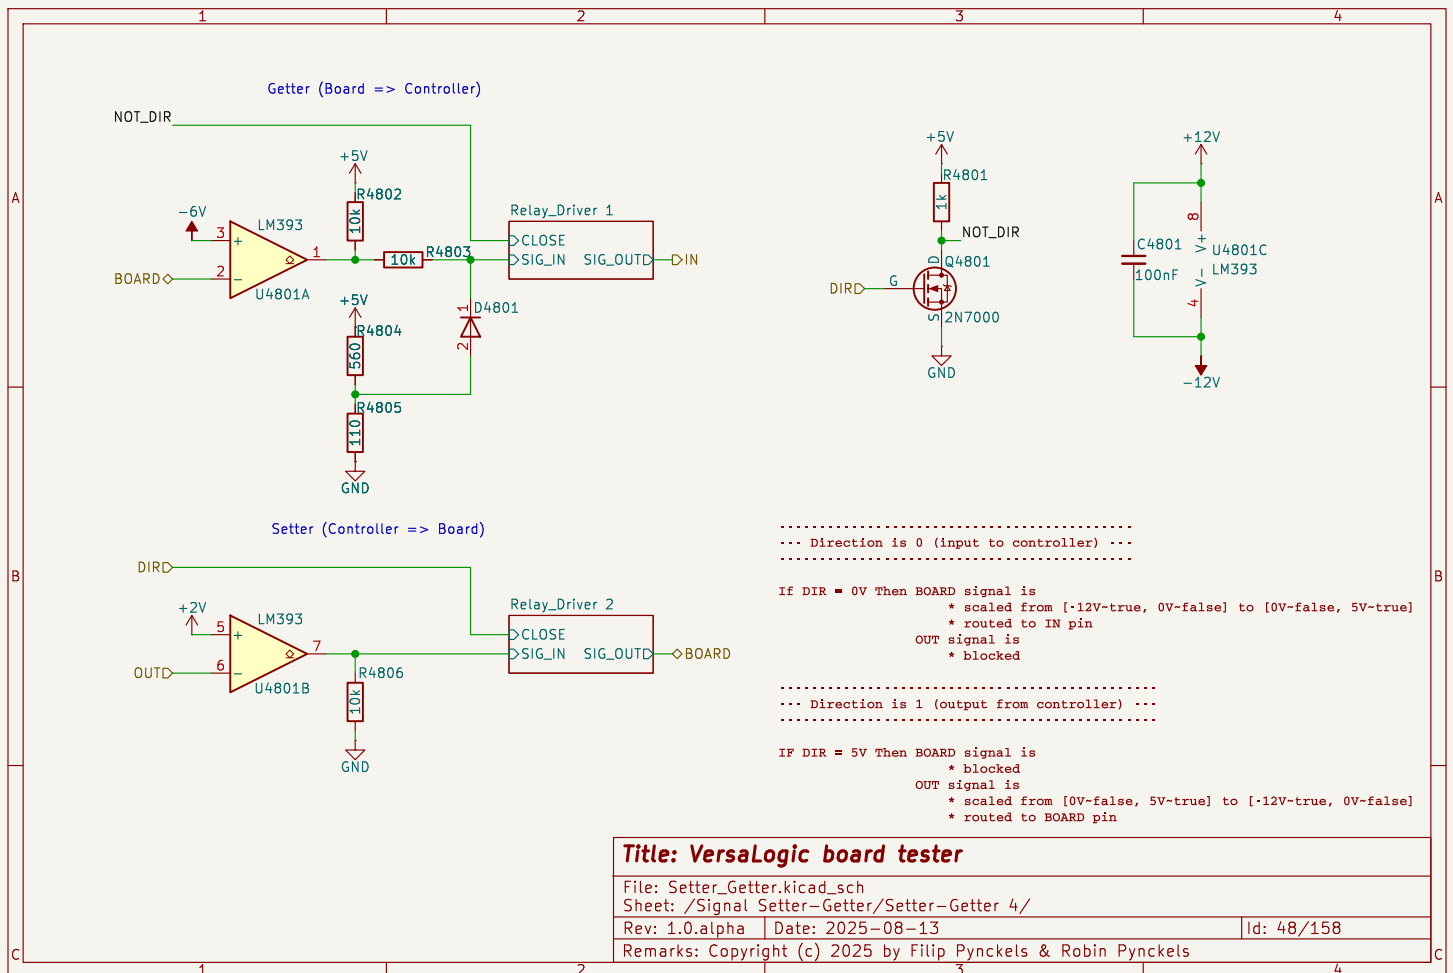 1 2 3 4
Getter (Board => Controller)
NOT_DIR
+5V
R4802
10k
-6V
LM393
3
+
1
2
-
BOARD
U4801A
10k
R4803
Relay_Driver 1
CLOSE
SIG_IN SIG_OUT
IN
+5V
R4804
560
1
D4801
2
R4805
110
GND
+5V
R4801
1k
NOT_DIR
D
Q4801
DIR
G
S
2N7000
GND
+12V
8
V+
C4801
100nF
U4801C
LM393
V-
4
-12V
A A
Setter (Controller => Board)
DIR
+2V
LM393
5
+
7
6
-
OUT
U4801B
R4806
10k
GND
Relay_Driver 2
CLOSE
SIG_IN SIG_OUT
BOARD
B B
-------------------------------------------
--- Direction is 0 (input to controller) ---
-------------------------------------------
If DIR = 0V Then BOARD signal is
* scaled from [-12V~true, 0V~false] to [0V~false, 5V~true]
* routed to IN pin
OUT signal is
* blocked
----------------------------------------------
--- Direction is 1 (output from controller) ---
----------------------------------------------
IF DIR = 5V Then BOARD signal is
* blocked
OUT signal is
* scaled from [0V~false, 5V~true] to [-12V~true, 0V~false]
* routed to BOARD pin
Title: VersaLogic board tester
File: Setter_Getter.kicad_sch
Sheet: /Signal Setter-Getter/Setter-Getter 4/
Rev: 1.0.alpha Date: 2025-08-13 Id: 48/158
Remarks: Copyright (c) 2025 by Filip Pynckels & Robin Pynckels
C C
1 2 3 4